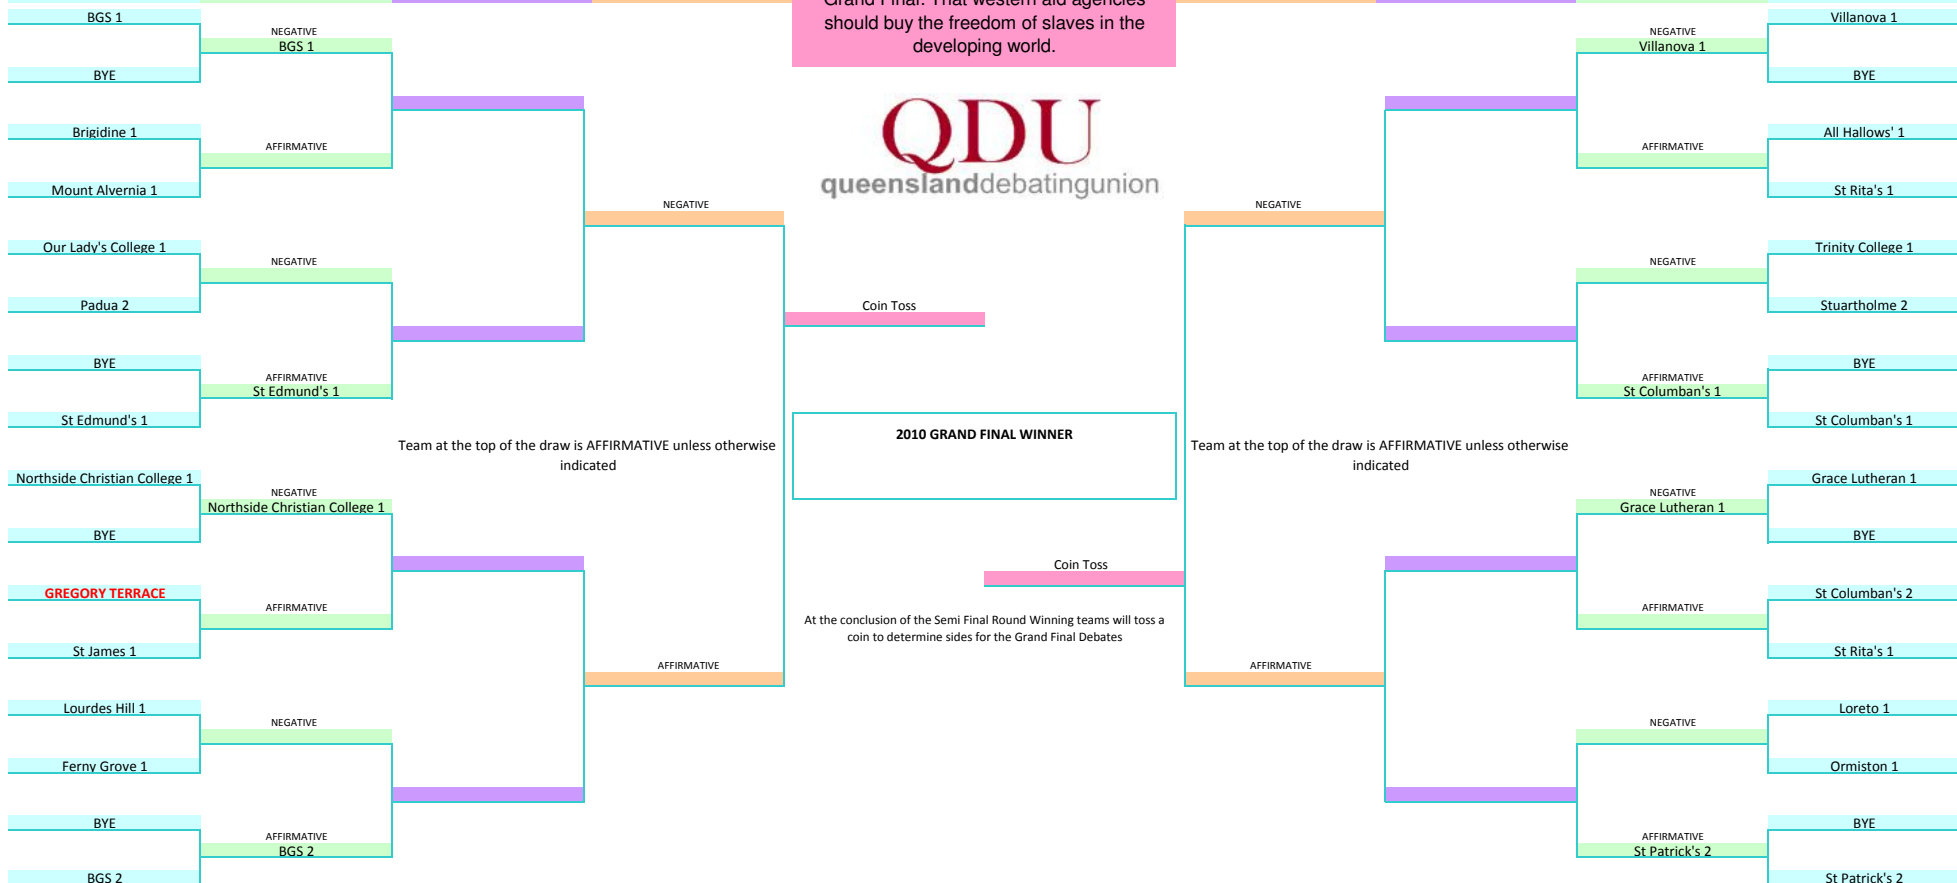 Grand Final: That western aid agencies
should buy the freedom of slaves in the
developing world.
QDU
queenslanddebatingunion
BGS 1
NEGATIVE
BGS 1
BYE
Brigidine 1
AFFIRMATIVE
Mount Alvernia 1
NEGATIVE
Our Lady's College 1
NEGATIVE
Padua 2
BYE
AFFIRMATIVE
St Edmund's 1
St Edmund's 1
Team at the top of the draw is AFFIRMATIVE unless otherwise
indicated
Northside Christian College 1
NEGATIVE
Northside Christian College 1
BYE
GREGORY TERRACE
AFFIRMATIVE
St James 1
AFFIRMATIVE
Lourdes Hill 1
NEGATIVE
Ferny Grove 1
BYE
AFFIRMATIVE
BGS 2
BGS 2
Coin Toss
2010 GRAND FINAL WINNER
Coin Toss
At the conclusion of the Semi Final Round Winning teams will toss a
coin to determine sides for the Grand Final Debates
Villanova 1
NEGATIVE
Villanova 1
BYE
All Hallows' 1
AFFIRMATIVE
St Rita's 1
NEGATIVE
Trinity College 1
NEGATIVE
Stuartholme 2
BYE
AFFIRMATIVE
St Columban's 1
St Columban's 1
Team at the top of the draw is AFFIRMATIVE unless otherwise
indicated
Grace Lutheran 1
NEGATIVE
Grace Lutheran 1
BYE
St Columban's 2
AFFIRMATIVE
St Rita's 1
AFFIRMATIVE
Loreto 1
NEGATIVE
Ormiston 1
BYE
AFFIRMATIVE
St Patrick's 2
St Patrick's 2